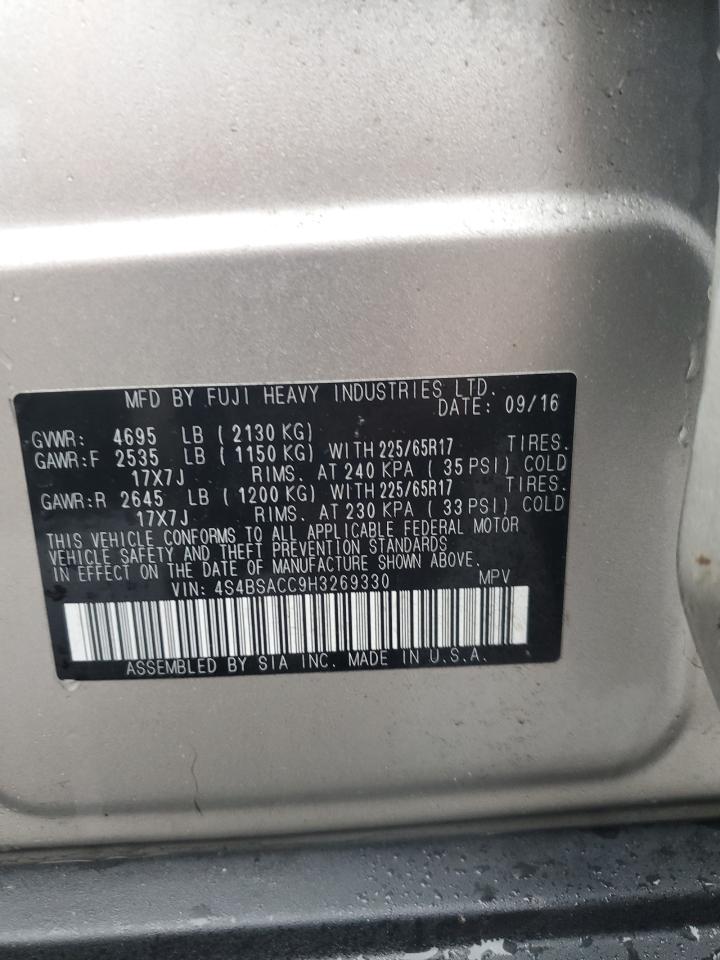 MFD BY FUJI HEAVY INDUSTRIES LTD.
DATE: 09/16
GVWR: 4695 LB (2130 KG)
GAWR:F 2535 LB (1150 KG) WITH 225/65R17 TIRES.
17X7J RIMS. AT 240 KPA (35 PSI) COLD
GAWR:R 2645 LB (1200 KG) WITH 225/65R17 TIRES.
17X7J RIMS. AT 230 KPA (33 PSI) COLD
THIS VEHICLE CONFORMS TO ALL APPLICABLE FEDERAL MOTOR
VEHICLE SAFETY AND THEFT PREVENTION STANDARDS
IN EFFECT ON THE DATE OF MANUFACTURE SHOWN ABOVE.
VIN: 4S4BSACC9H3269330 MPV
ASSEMBLED BY SIA INC. MADE IN U.S.A.